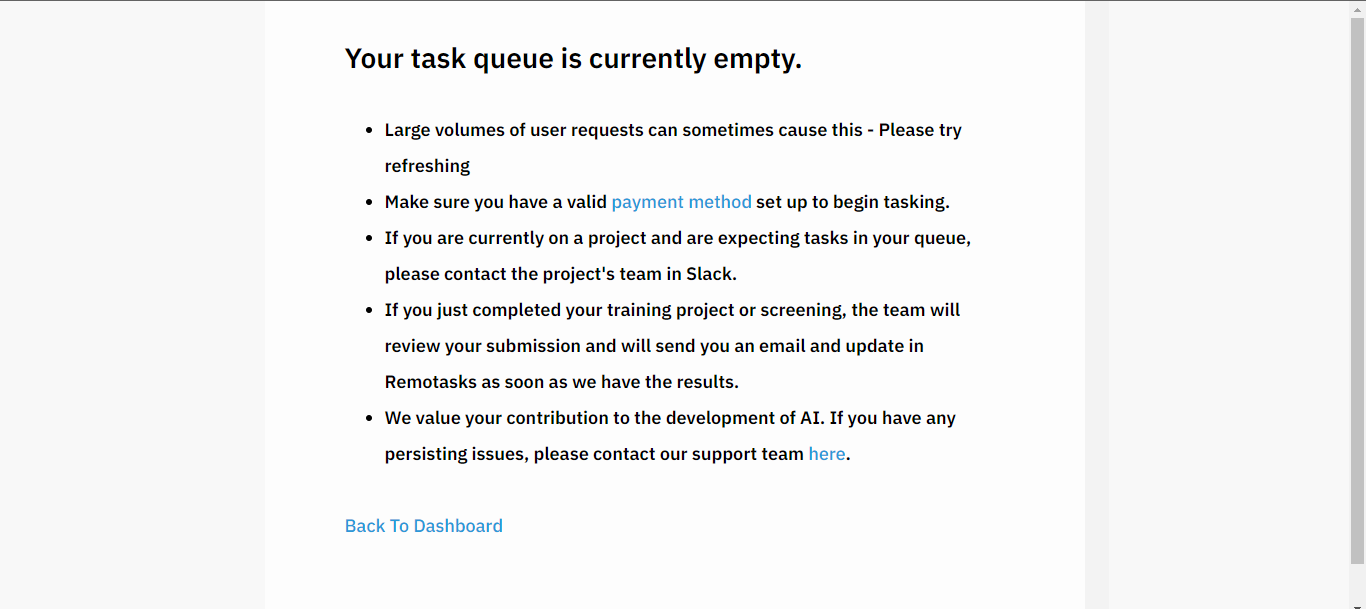 Your task queue is currently empty.
Large volumes of user requests can sometimes cause this - Please try
refreshing
Make sure you have a valid payment method set up to begin tasking.
If you are currently on a project and are expecting tasks in your queue,
please contact the project's team in Slack.
If you just completed your training project or screening, the team will
review your submission and will send you an email and update in
Remotasks as soon as we have the results.
We value your contribution to the development of AI. If you have any
persisting issues, please contact our support team here.
Back To Dashboard